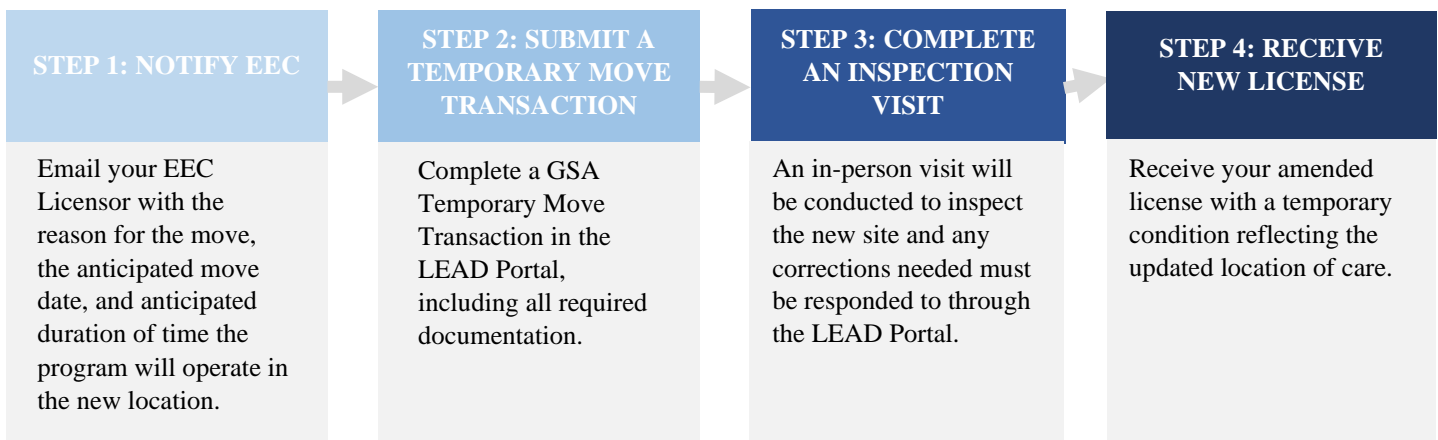 STEP 1: NOTIFY EEC
Email your EEC
Licensor with the
reason for the move,
the anticipated move
date, and anticipated
duration of time the
program will operate in
the new location.
STEP 2: SUBMIT A
TEMPORARY MOVE
TRANSACTION
Complete a GSA
Temporary Move
Transaction in the
LEAD Portal,
including all required
documentation.
STEP 3: COMPLETE
AN INSPECTION
VISIT
An in-person visit will
be conducted to inspect
the new site and any
corrections needed must
be responded to through
the LEAD Portal.
STEP 4: RECEIVE
NEW LICENSE
Receive your amended
license with a temporary
condition reflecting the
updated location of care.